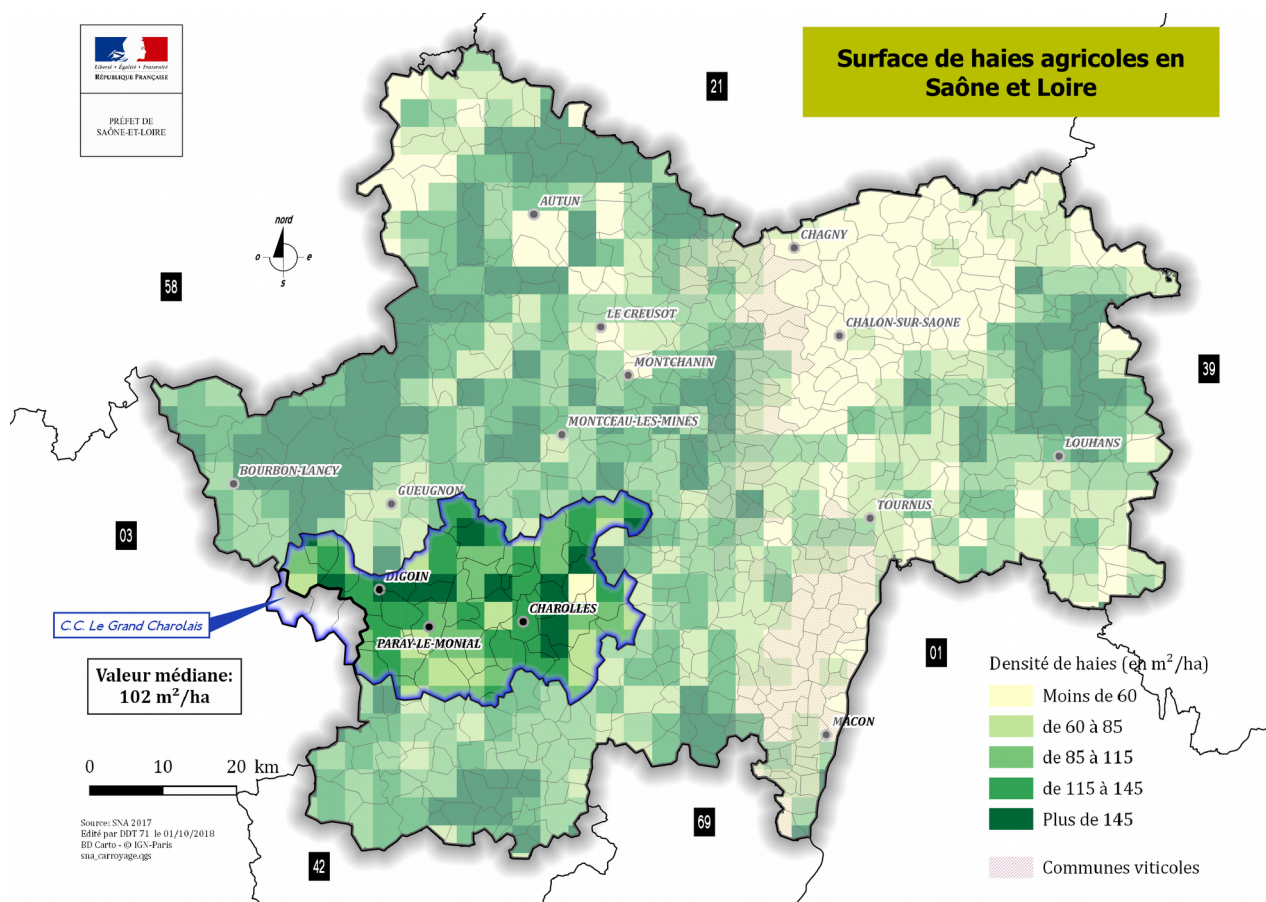 Surface de haies agricoles en
Saône et Loire
Liberté • Égalité • Fraternité
RÉPUBLIQUE FRANÇAISE
PRÉFET DE
SAÔNE-ET-LOIRE
21
nord
o
e
s
58
AUTUN
CHAGNY
LE CREUSOT
CHALON-SUR-SAONE
MONTCHANIN
39
MONTCEAU-LES-MINES
LOUHANS
BOURBON-LANCY
GUEUGNON
TOURNUS
03
DIGOIN
CHAROLLES
C.C. Le Grand Charolais
PARAY-LE-MONIAL
01
Valeur médiane:
102 m²/ha
MACON
Densité de haies (en m²/ha)
Moins de 60
de 60 à 85
de 85 à 115
de 115 à 145
Plus de 145
Communes viticoles
0 10 20 km
69
42
Source: SNA 2017
Edité par DDT 71 le 01/10/2018
BD Carto - © IGN-Paris
sna_carroyage.qgs